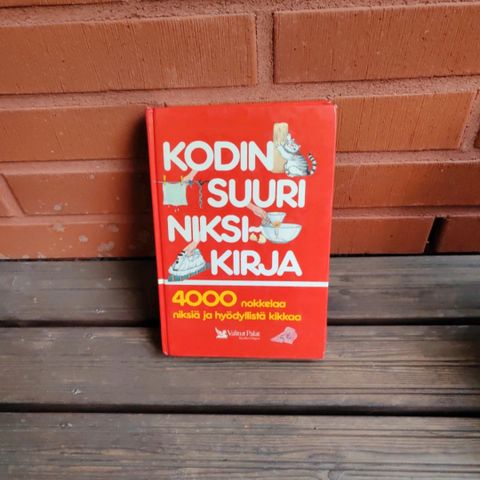 KODIN
SUURI
NIKSI-
KIRJA
4000 nokkelaa
niksiä ja hyödyllistä kikkaa
Valitut Palat